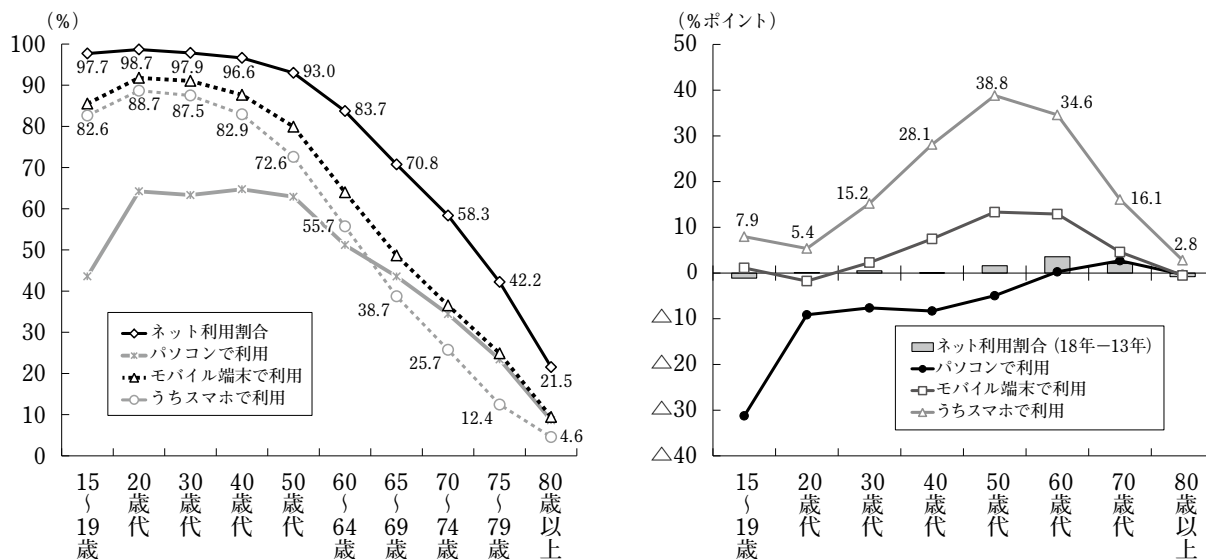 （%）
100
90
80
70
60
50
40
30
20
10
0
97.7
98.7
97.9
96.6
93.0
83.7
70.8
58.3
42.2
21.5
82.6
88.7
87.5
82.9
72.6
55.7
38.7
25.7
12.4
4.6
ネット利用割合
パソコンで利用
モバイル端末で利用
うちスマホで利用
15～19歳
20歳代
30歳代
40歳代
50歳代
60～64歳
65～69歳
70～74歳
75～79歳
80歳以上
（%ポイント）
50
40
30
20
10
0
△10
△20
△30
△40
7.9
5.4
15.2
28.1
38.8
34.6
16.1
2.8
ネット利用割合（18年－13年）
パソコンで利用
モバイル端末で利用
うちスマホで利用
15～19歳
20歳代
30歳代
40歳代
50歳代
60歳代
70歳代
80歳以上